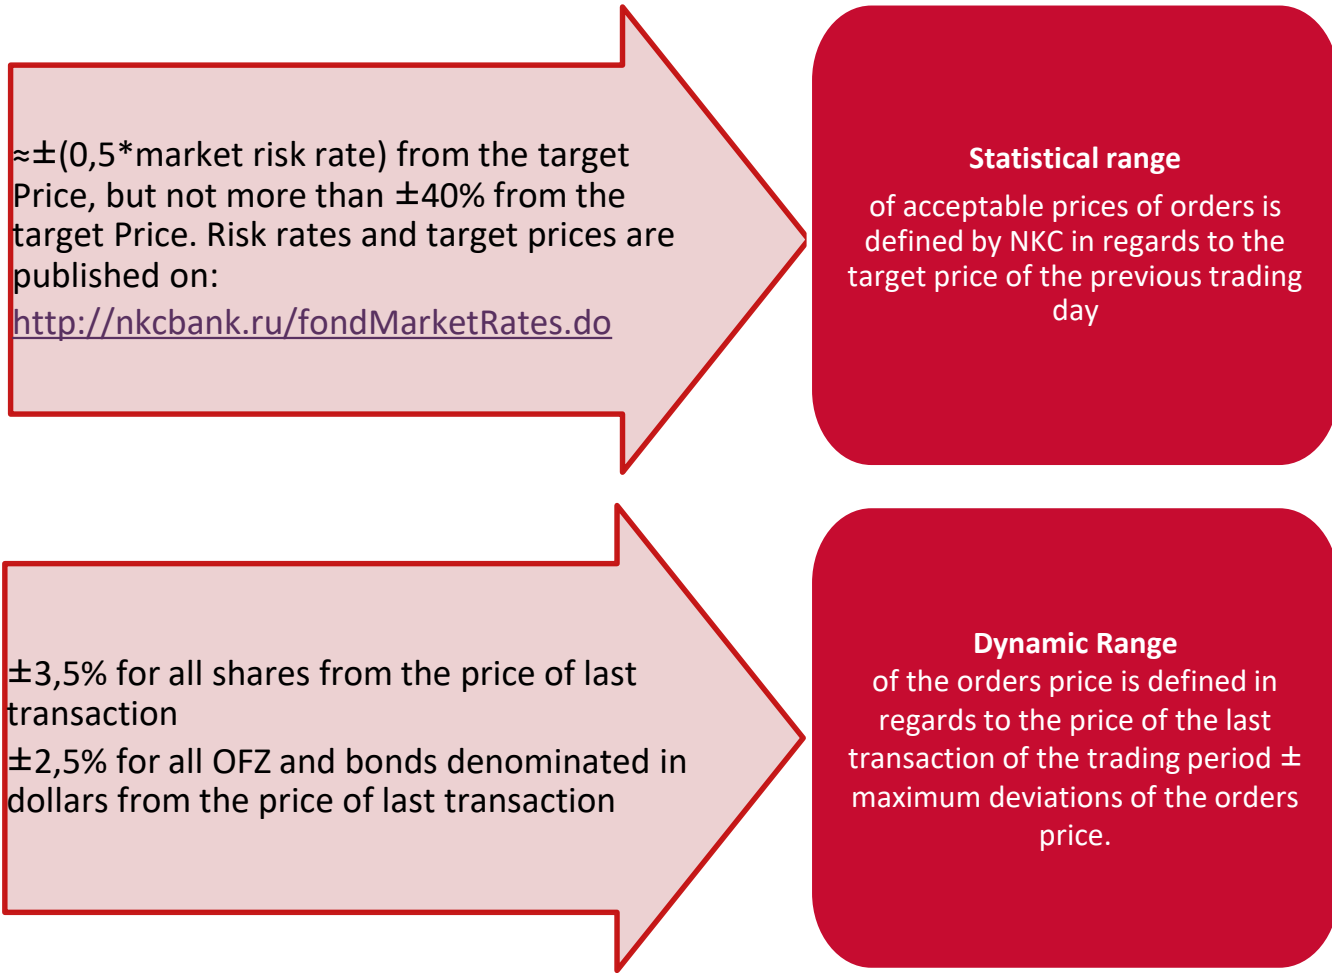 ≈±(0,5*market risk rate) from the target
Price, but not more than ±40% from the
target Price. Risk rates and target prices are
published on:
http://nkcbank.ru/fondMarketRates.do
Statistical range
of acceptable prices of orders is
defined by NKC in regards to the
target price of the previous trading
day
±3,5% for all shares from the price of last
transaction
±2,5% for all OFZ and bonds denominated in
dollars from the price of last transaction
Dynamic Range
of the orders price is defined in
regards to the price of the last
transaction of the trading period ±
maximum deviations of the orders
price.